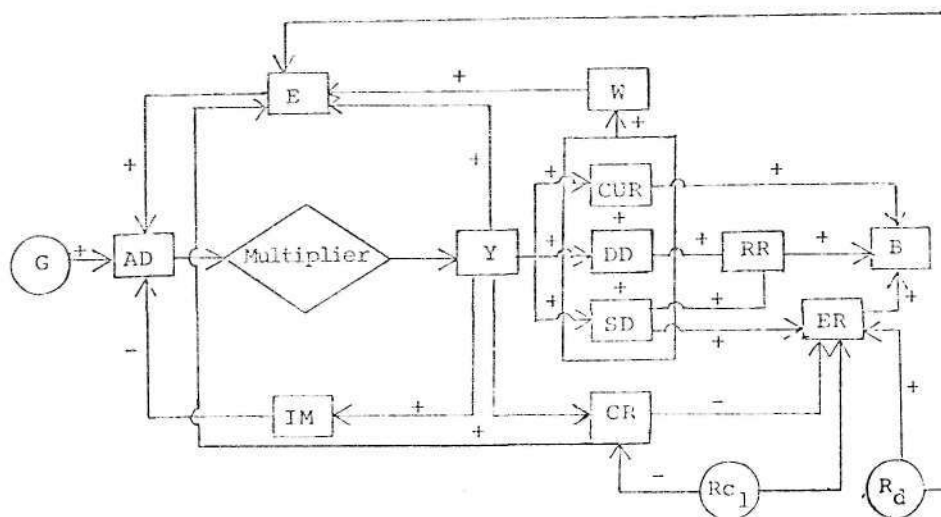 +
E
W
+
+
+
+
CUR
+
+
G
+
AD
Multiplier
Y
+
DD
+
RR
+
B
+
+
SD
+
+
ER
+
-
IM
+
+
CR
-
+
-
Rc1
Rd